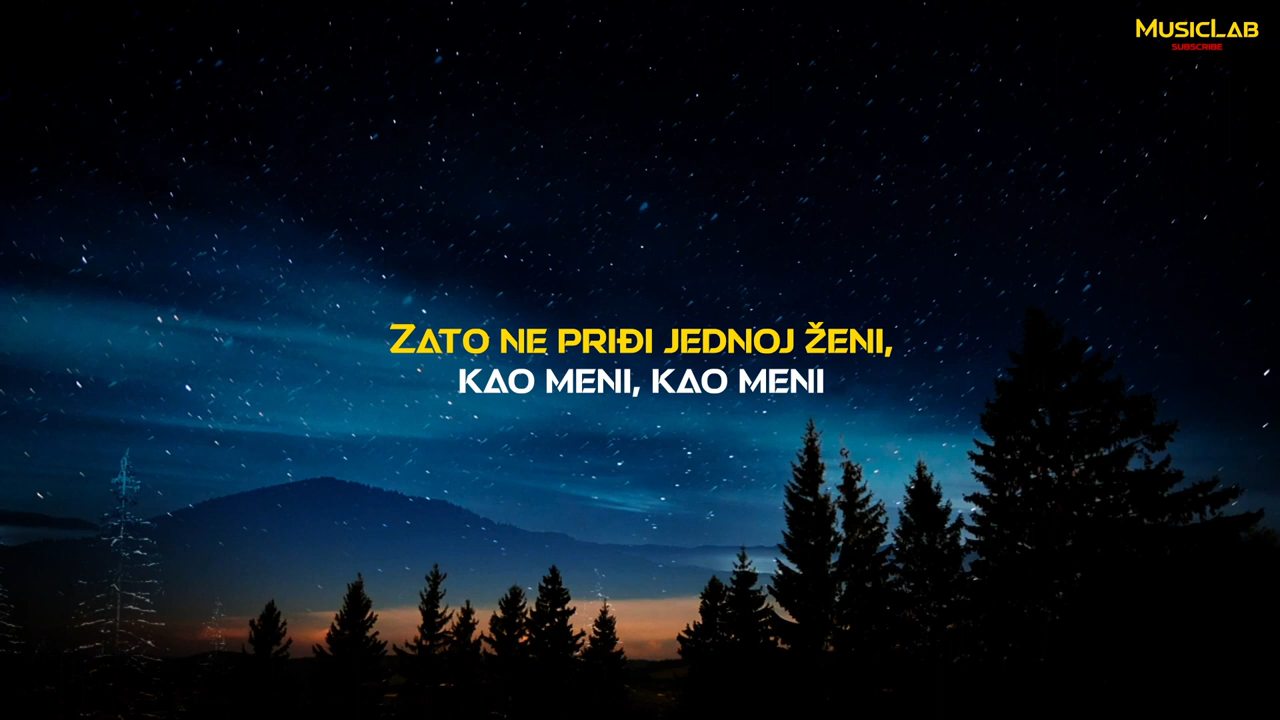 MusicLab
SUBSCRIBE
Zato ne priđi jednoj ženi,
kao meni, kao meni